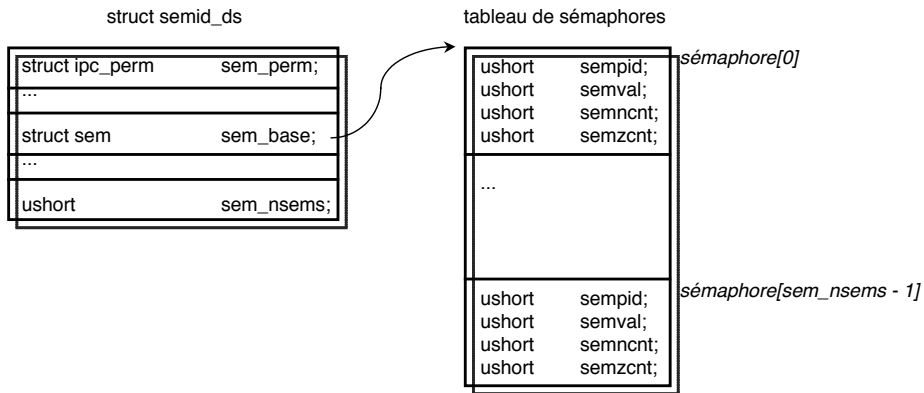 struct semid_ds
struct ipc_perm sem_perm;
...
struct sem sem_base;
...
ushort sem_nsems;
tableau de sémaphores
sémaphore[0]
ushort sempid;
ushort semval;
ushort semncnt;
ushort semzcnt;
...
sémaphore[sem_nsems - 1]
ushort sempid;
ushort semval;
ushort semncnt;
ushort semzcnt;